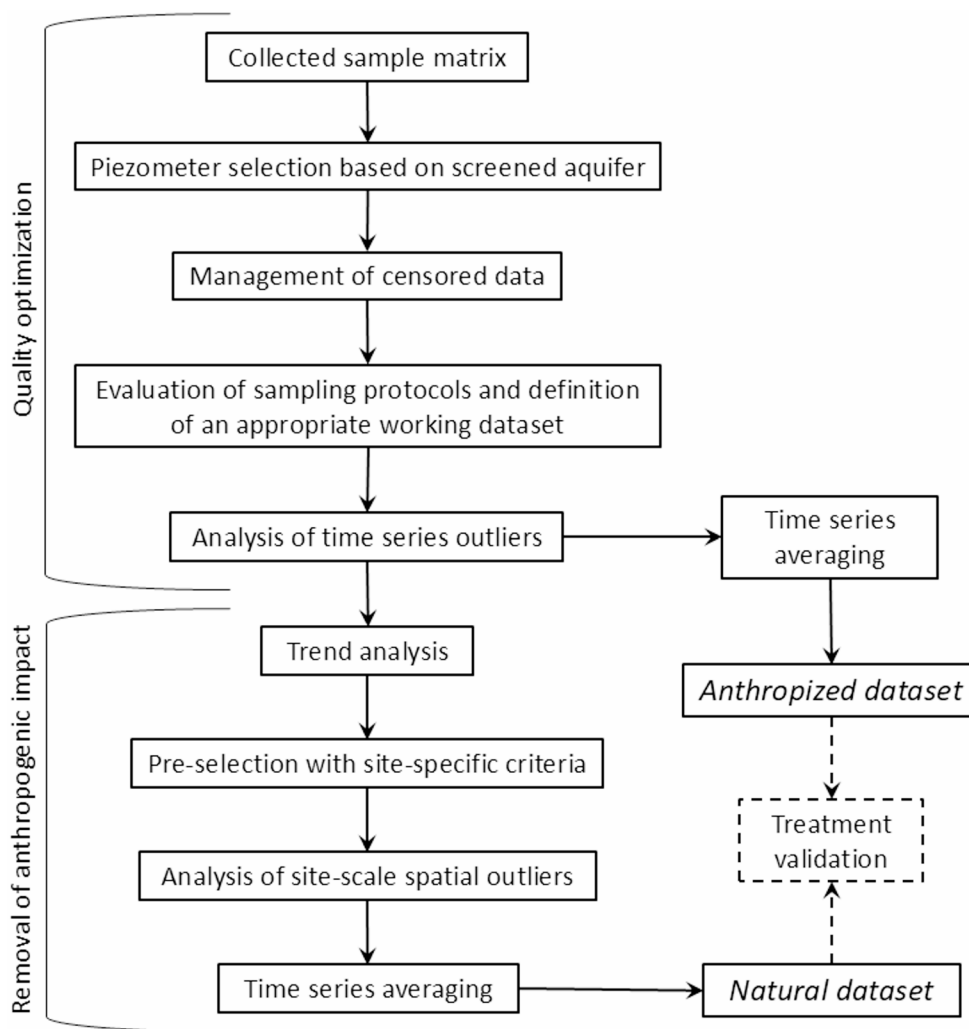 Quality optimization
Collected sample matrix
Piezometer selection based on screened aquifer
Management of censored data
Evaluation of sampling protocols and definition
of an appropriate working dataset
Analysis of time series outliers
Time series
averaging
Anthropized dataset
Treatment
validation
Removal of anthropogenic impact
Trend analysis
Pre-selection with site-specific criteria
Analysis of site-scale spatial outliers
Time series averaging
Natural dataset